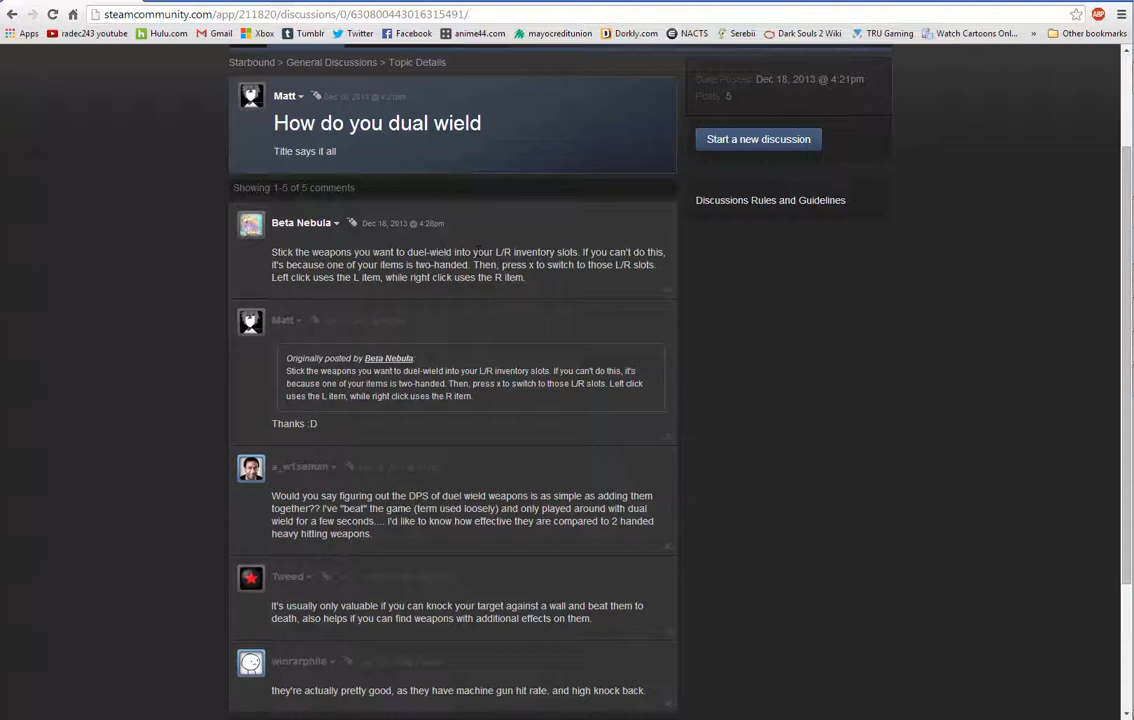 steamcommunity.com/app/211820/discussions/0/630800443016315491/
Apps radec243 youtube Hulu.com Gmail Xbox Tumblr Twitter Facebook anime44.com mayocreditunion Dorkly.com NACTS Serebii Dark Souls 2 Wiki TRU Gaming Watch Cartoons Onl... Other bookmarks
Starbound > General Discussions > Topic Details
Matt Dec 18, 2013 @ 4:21pm
How do you dual wield
Title says it all
Date Posted: Dec 18, 2013 @ 4:21pm
Posts: 5
Start a new discussion
Discussions Rules and Guidelines
Showing 1-5 of 5 comments
Beta Nebula Dec 18, 2013 @ 4:28pm
Stick the weapons you want to duel-wield into your L/R inventory slots. If you can't do this,
it's because one of your items is two-handed. Then, press x to switch to those L/R slots.
Left click uses the L item, while right click uses the R item.
Matt
Originally posted by Beta Nebula:
Stick the weapons you want to duel-wield into your L/R inventory slots. If you can't do this, it's
because one of your items is two-handed. Then, press x to switch to those L/R slots. Left click
uses the L item, while right click uses the R item.
Thanks :D
a_w1seman
Would you say figuring out the DPS of duel wield weapons is as simple as adding them
together?? I've "beat" the game (term used loosely) and only played around with dual
wield for a few seconds.... I'd like to know how effective they are compared to 2 handed
heavy hitting weapons.
Tweed
It's usually only valuable if you can knock your target against a wall and beat them to
death, also helps if you can find weapons with additional effects on them.
winrarphile
they're actually pretty good, as they have machine gun hit rate, and high knock back.